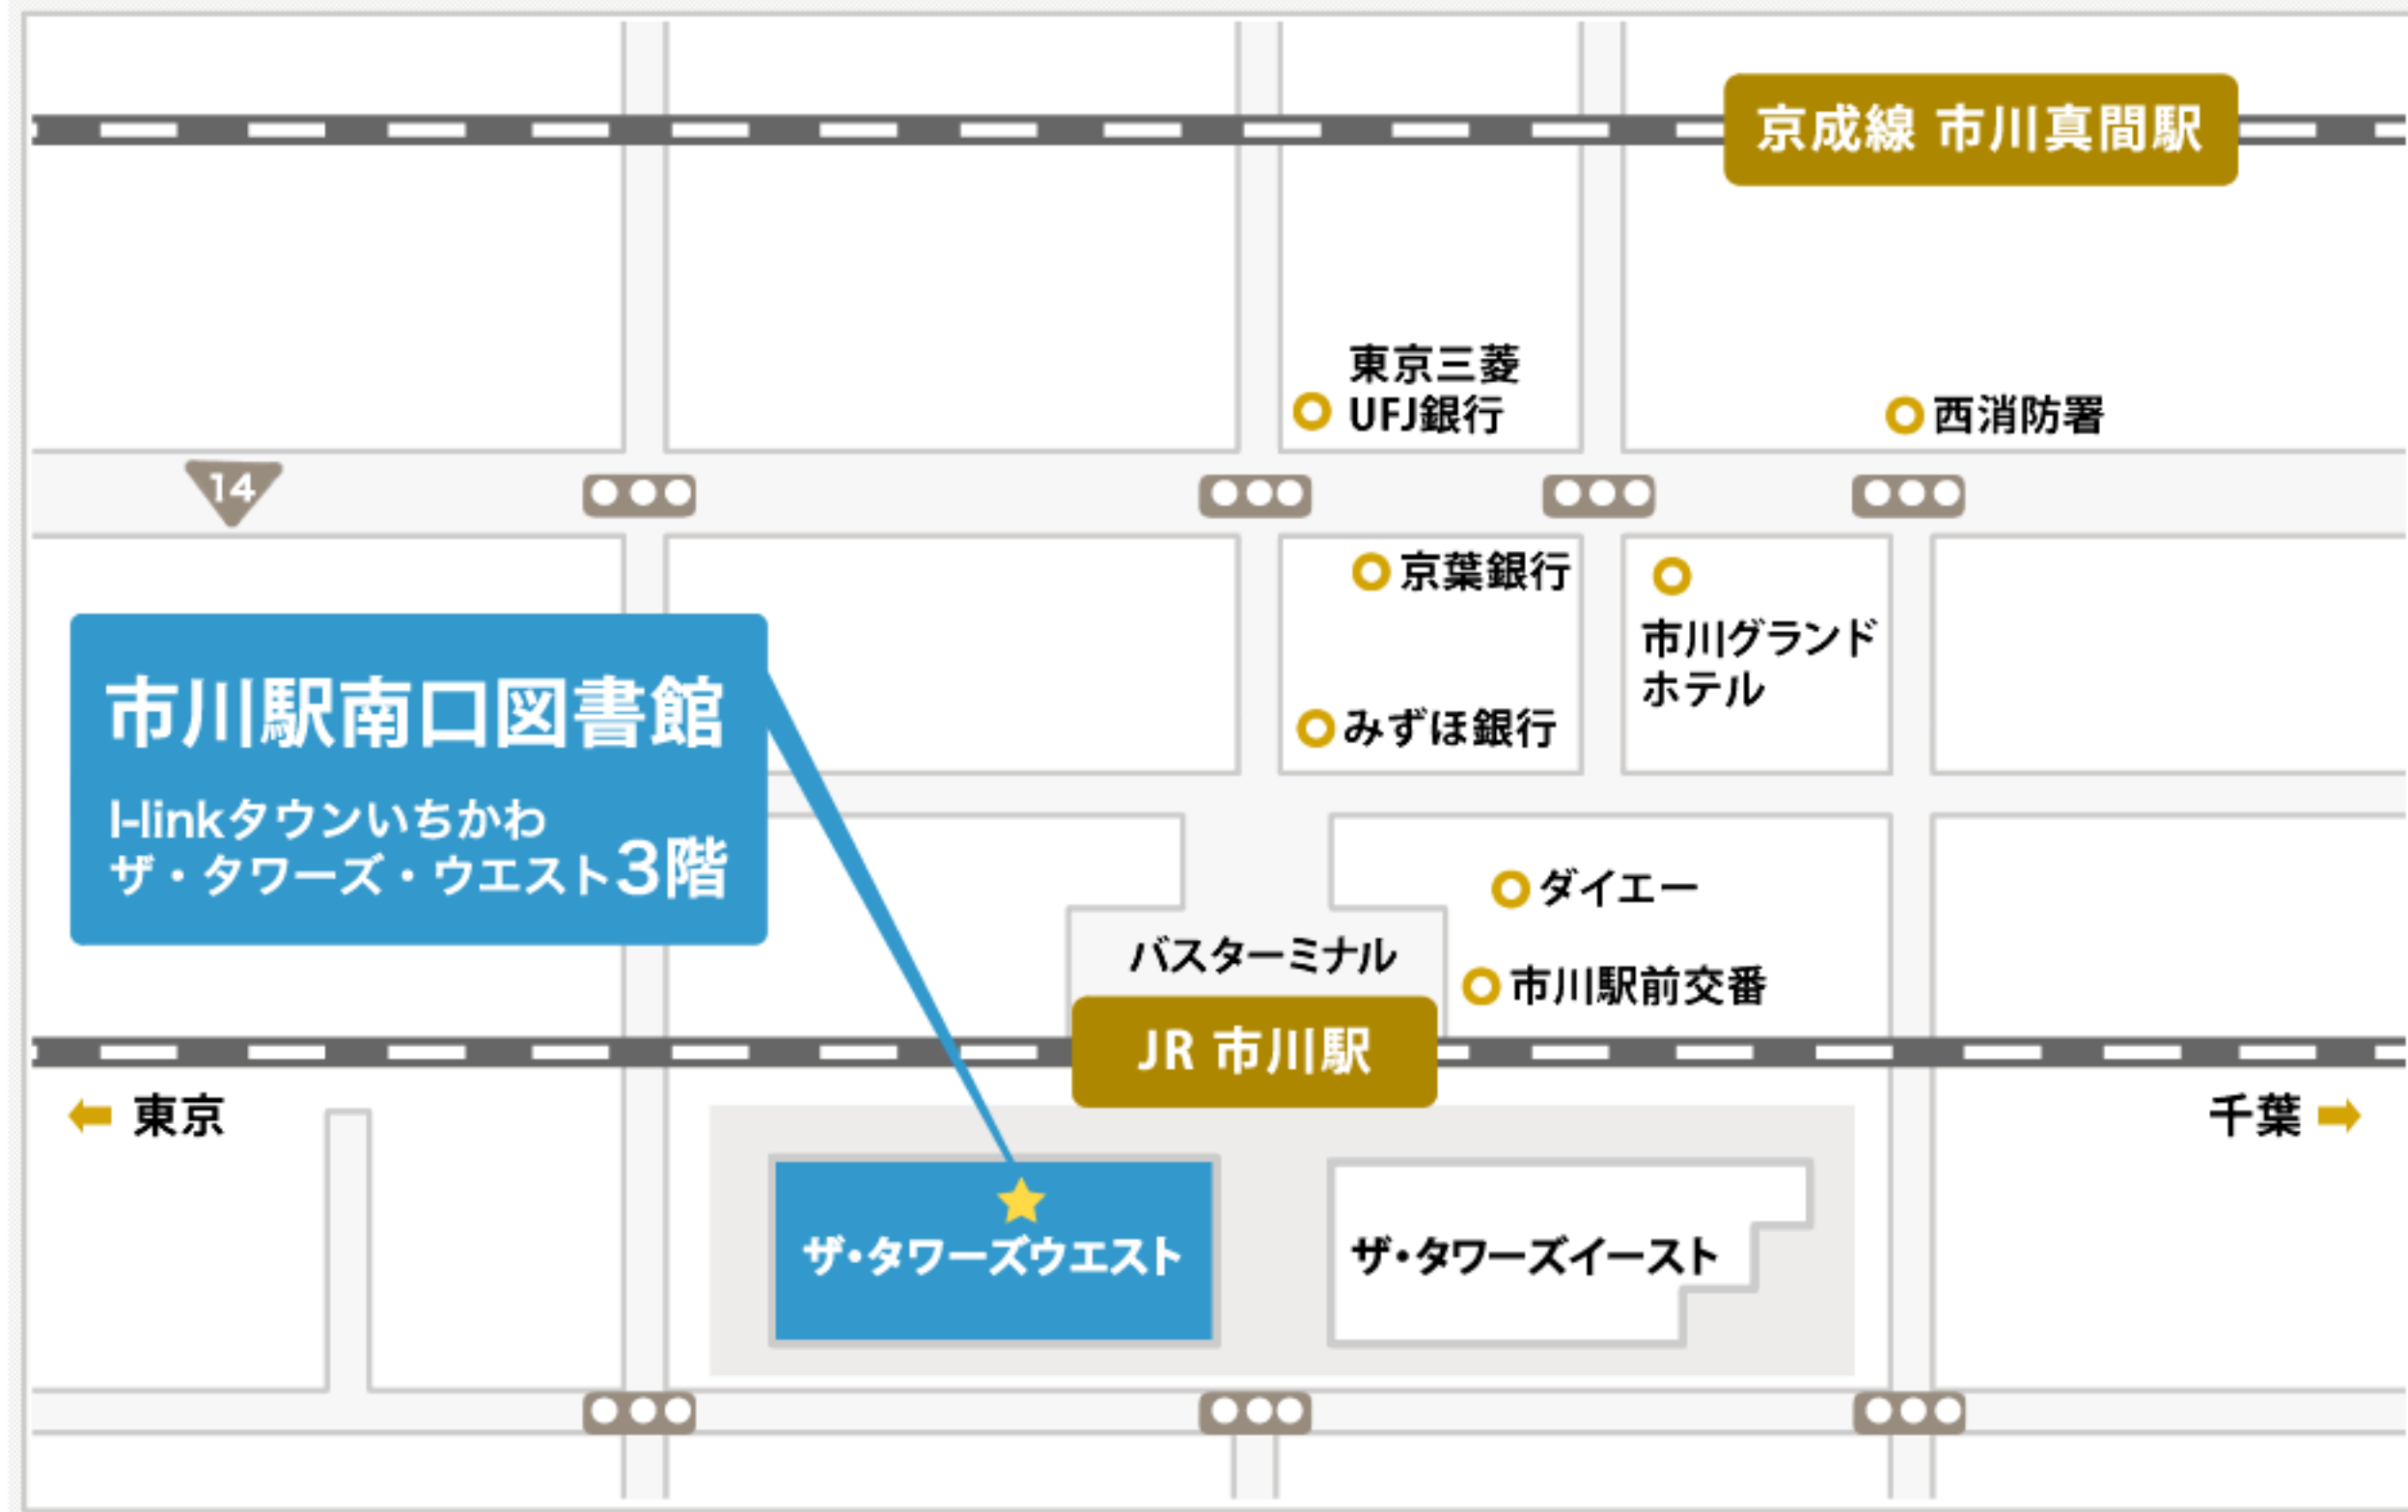 京成線 市川真間駅
東京三菱
UFJ銀行
西消防署
14
京葉銀行
市川グランド
ホテル
みずほ銀行
市川駅南口図書館
I-linkタウンいちかわ
ザ・タワーズ・ウエスト3階
ダイエー
バスターミナル
市川駅前交番
JR 市川駅
東京
千葉
ザ・タワーズウエスト
ザ・タワーズイースト